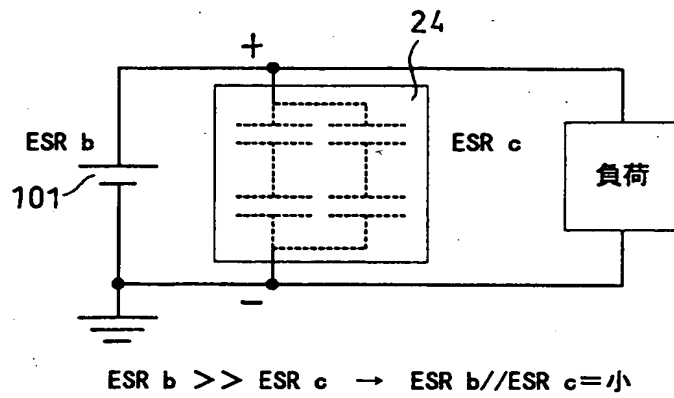 24
+
ESR b
ESR c
負荷
101
−
ESR b >> ESR c → ESR b//ESR c=小